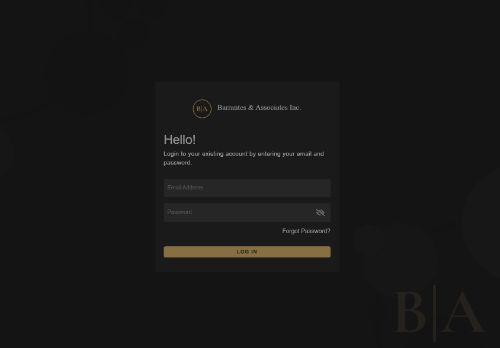 B|A
& Associates Inc.
Hello!
Login to your existing account by entering your email and
password.
Email Address
Password
Forgot Password?
LOG IN
B|A